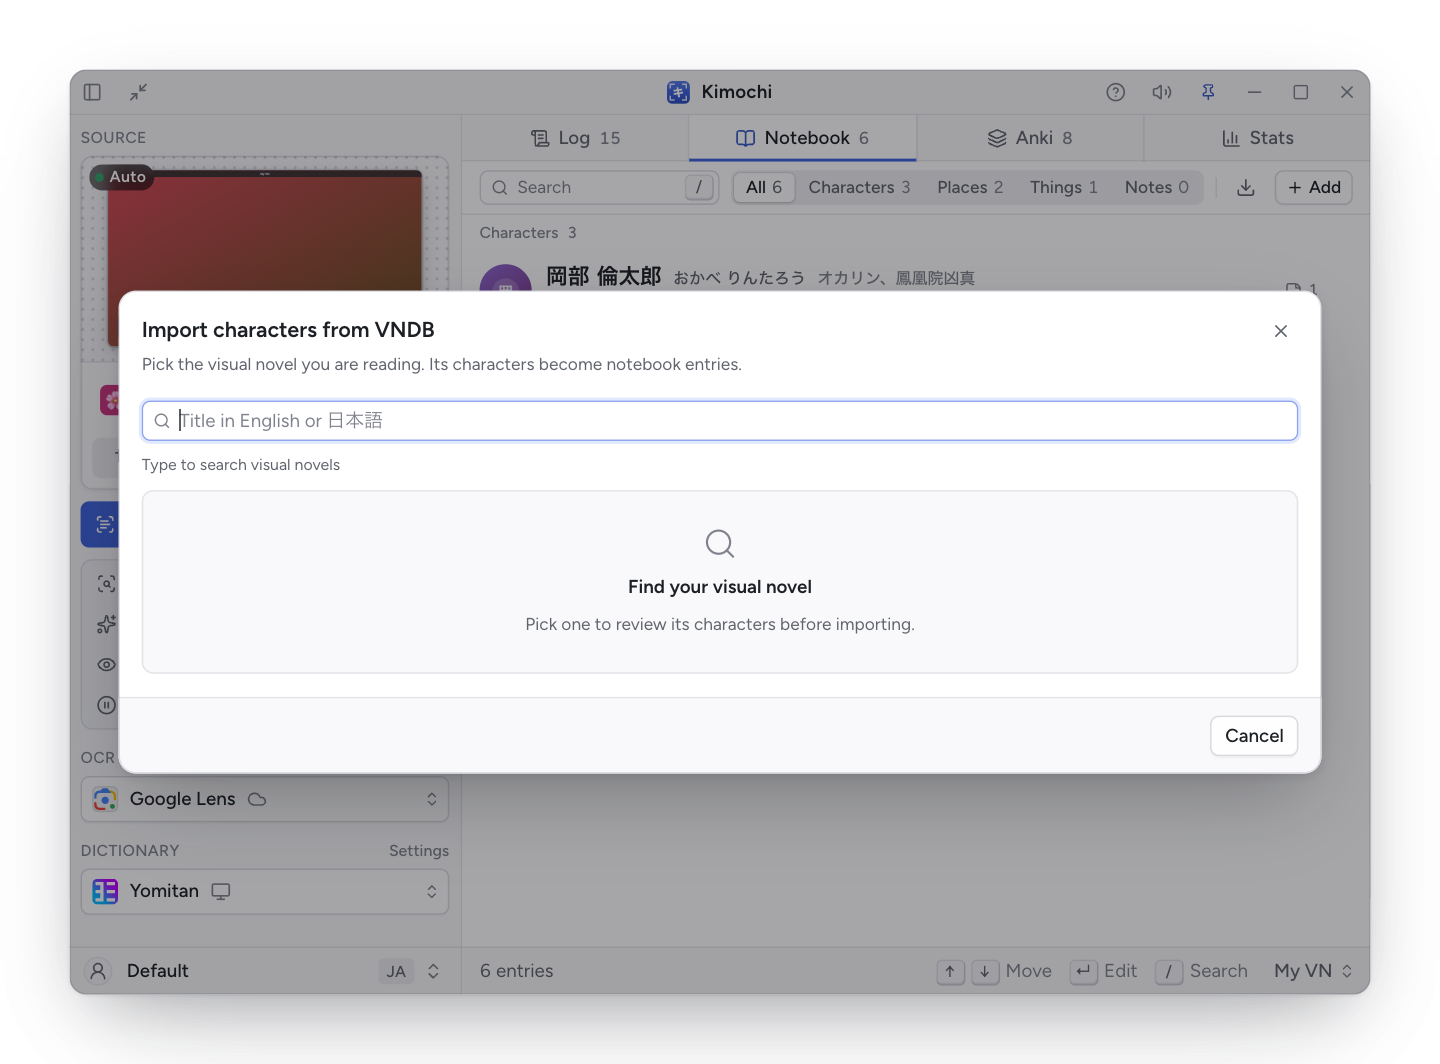 Kimochi
SOURCE
Auto
Log 15
Notebook 6
Anki 8
Stats
Search /
All 6
Characters 3
Places 2
Things 1
Notes 0
+ Add
Characters 3
岡部 倫太郎 おかべ りんたろう オカリン、鳳凰院凶真
1
Import characters from VNDB
Pick the visual novel you are reading. Its characters become notebook entries.
Title in English or 日本語
Type to search visual novels
Find your visual novel
Pick one to review its characters before importing.
Cancel
OCR
Google Lens
DICTIONARY Settings
Yomitan
Default JA
6 entries
↑ ↓ Move
↵ Edit
/ Search
My VN